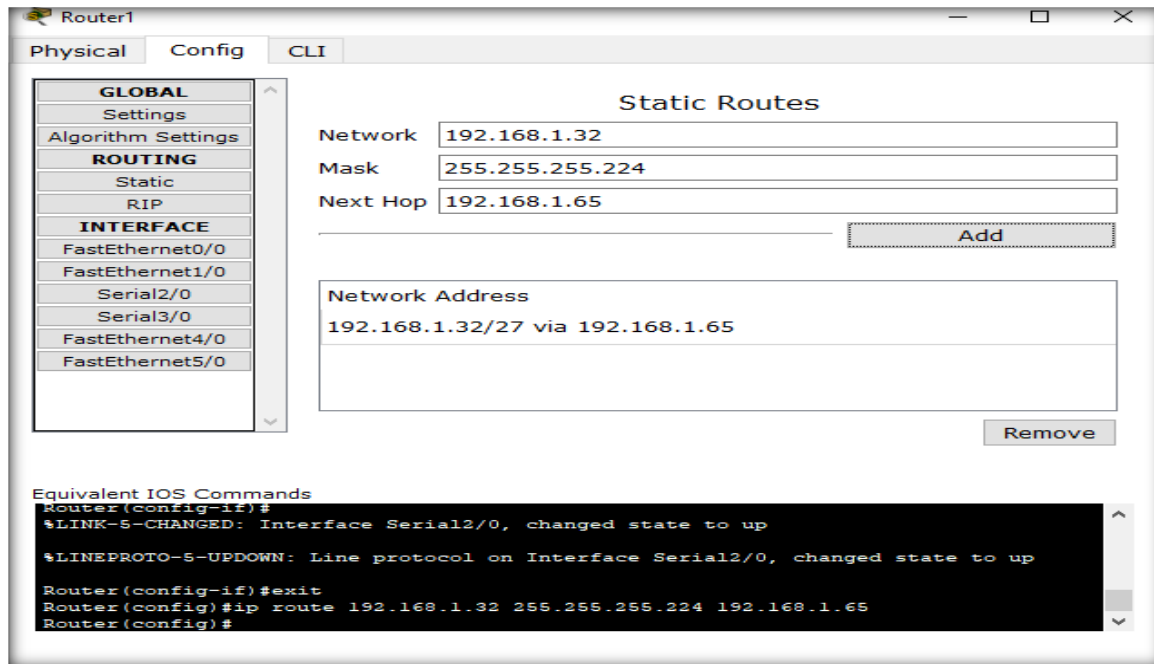 Router1
Physical Config CLI
GLOBAL
Settings
Algorithm Settings
ROUTING
Static
RIP
INTERFACE
FastEthernet0/0
FastEthernet1/0
Serial2/0
Serial3/0
FastEthernet4/0
FastEthernet5/0
Static Routes
Network 192.168.1.32
Mask 255.255.255.224
Next Hop 192.168.1.65
Add
Network Address
192.168.1.32/27 via 192.168.1.65
Remove
Equivalent IOS Commands
Router(config-if)#
%LINK-5-CHANGED: Interface Serial2/0, changed state to up
%LINEPROTO-5-UPDOWN: Line protocol on Interface Serial2/0, changed state to up
Router(config-if)#exit
Router(config)#ip route 192.168.1.32 255.255.255.224 192.168.1.65
Router(config)#